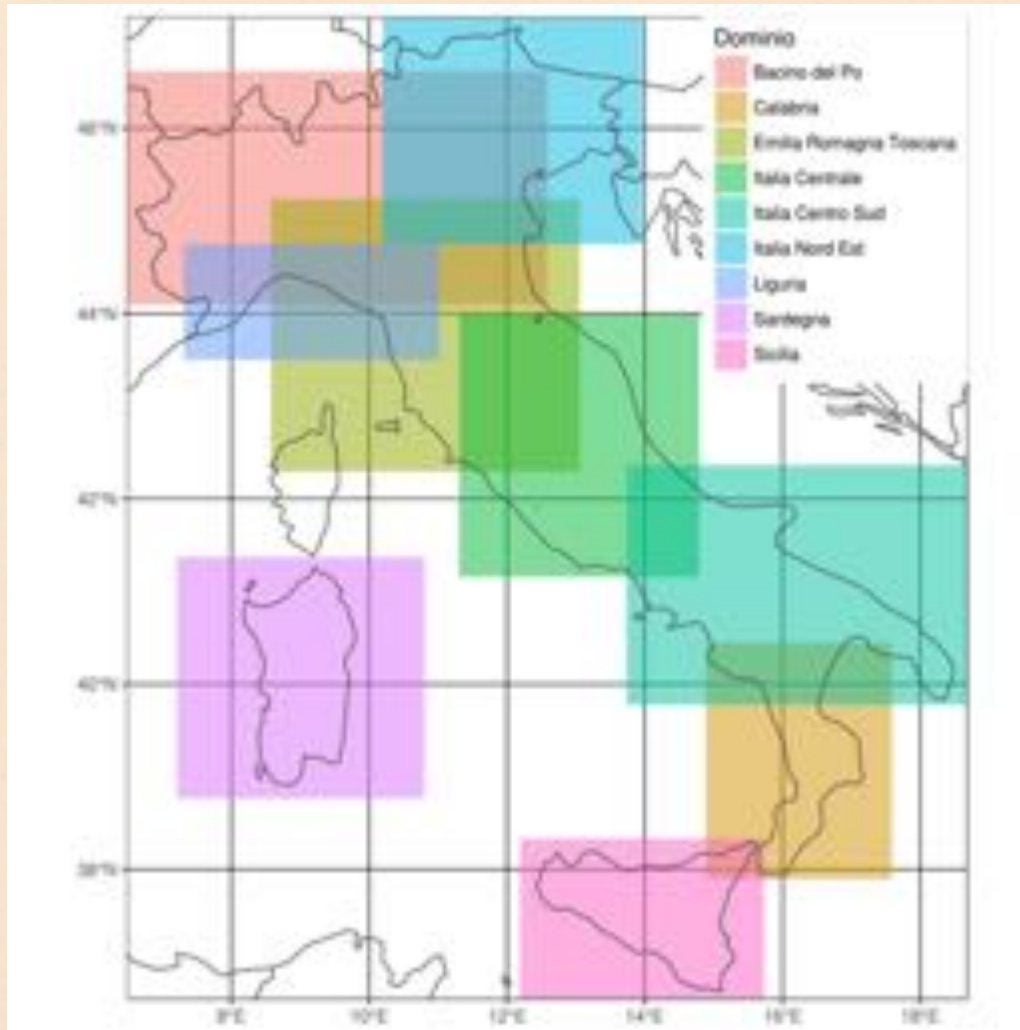 Dominio
Bacino del Po
Calabria
Emilia Romagna Toscana
Italia Centrale
Italia Centro Sud
Italia Nord Est
Liguria
Sardegna
Sicilia
46°N
44°N
42°N
40°N
38°N
8°E
10°E
12°E
14°E
16°E
18°E